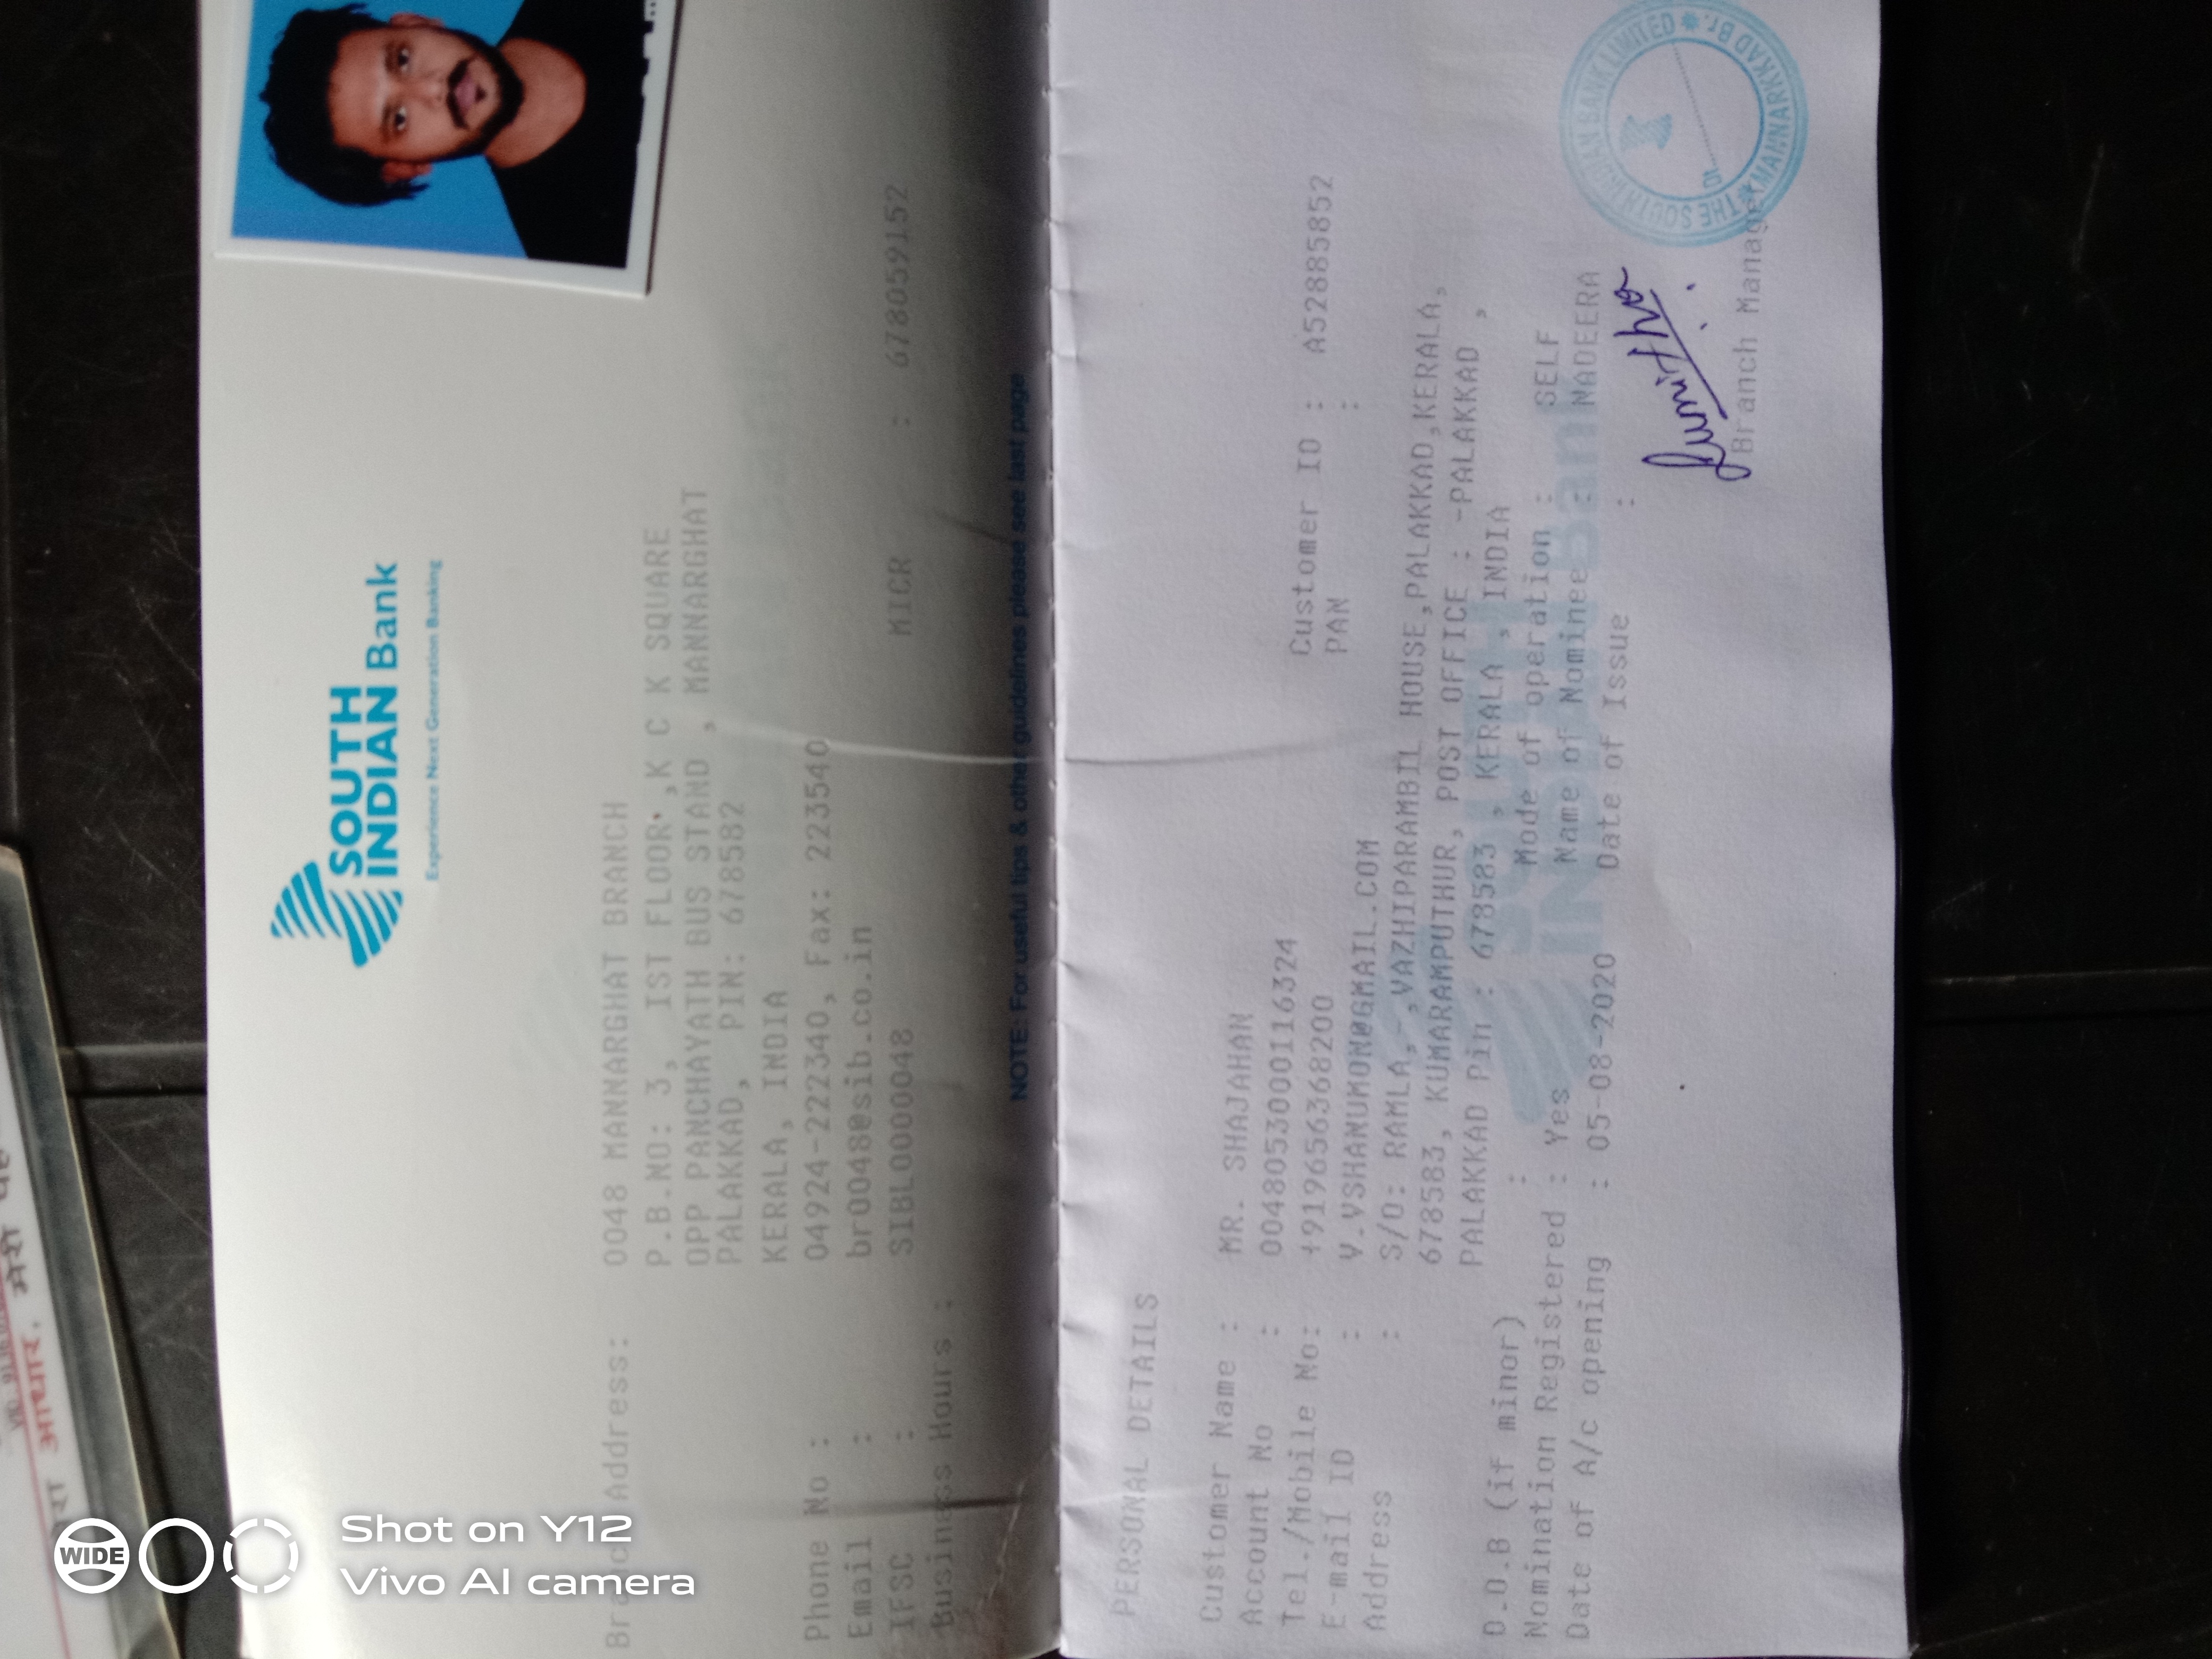 SOUTH
INDIAN Bank
Experience Next Generation Banking
Branch Address: 0048 MANNARGHAT BRANCH
P.B.NO: 3, IST FLOOR ,K C K SQUARE
OPP PANCHAYATH BUS STAND , MANNARGHAT
PALAKKAD, PIN: 678582
KERALA, INDIA
Phone No : 04924-222340, Fax: 223540
Email : br0048@sib.co.in
IFSC : SIBL0000048 MICR : 678059152
Business Hours :
NOTE: For useful tips & other guidelines please see last page
PERSONAL DETAILS
Customer Name : MR. SHAJAHAN
Account No : 0048053000116324 Customer ID : A52885852
Tel./Mobile No: +919656368200 PAN :
E-mail ID : V.VSHANUMON@GMAIL.COM
Address : S/O: RAMLA,-,VAZHIPARAMBIL HOUSE,PALAKKAD,KERALA,
678583, KUMARAMPUTHUR, POST OFFICE : -PALAKKAD ,
PALAKKAD Pin : 678583 , KERALA , INDIA
D.O.B (if minor) : Mode of operation : SELF
Nomination Registered : Yes Name of Nominee : NADEERA
Date of A/c opening : 05-08-2020 Date of Issue :
Branch Manager
THE SOUTH INDIAN BANK LIMITED * MANNARKKAD Br. *
SOUTH
INDIAN Bank
आधार, मेरी
WIDE
Shot on Y12
Vivo AI camera